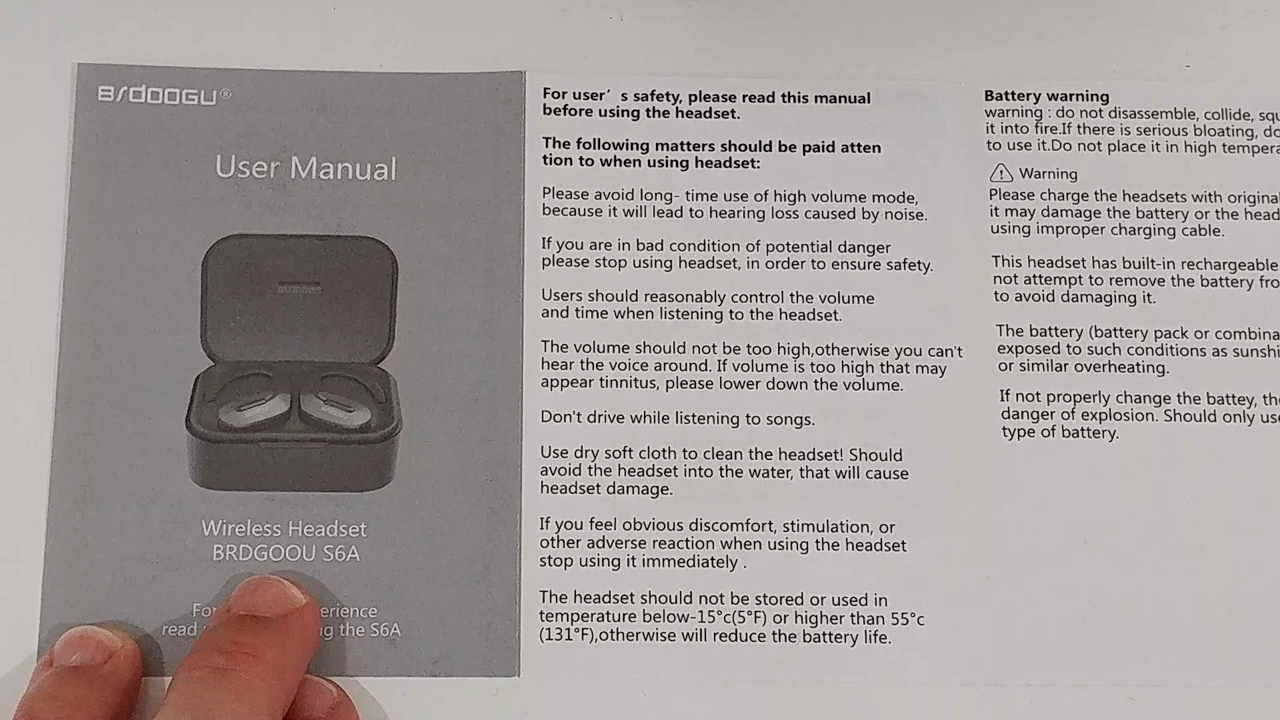 BrdOOGU®
User Manual
Wireless Headset
BRDGOOU S6A
erience
read the S6A
For user's safety, please read this manual
before using the headset.
The following matters should be paid atten
tion to when using headset:
Please avoid long- time use of high volume mode,
because it will lead to hearing loss caused by noise.
If you are in bad condition of potential danger
please stop using headset, in order to ensure safety.
Users should reasonably control the volume
and time when listening to the headset.
The volume should not be too high,otherwise you can't
hear the voice around. If volume is too high that may
appear tinnitus, please lower down the volume.
Don't drive while listening to songs.
Use dry soft cloth to clean the headset! Should
avoid the headset into the water, that will cause
headset damage.
If you feel obvious discomfort, stimulation, or
other adverse reaction when using the headset
stop using it immediately .
The headset should not be stored or used in
temperature below-15°c(5°F) or higher than 55°c
(131°F),otherwise will reduce the battery life.
Battery warning
warning : do not disassemble, collide, squ
it into fire.If there is serious bloating, do
to use it.Do not place it in high tempera
Warning
Please charge the headsets with original
it may damage the battery or the head
using improper charging cable.
This headset has built-in rechargeable
not attempt to remove the battery fro
to avoid damaging it.
The battery (battery pack or combina
exposed to such conditions as sunshi
or similar overheating.
If not properly change the battey, the
danger of explosion. Should only use
type of battery.